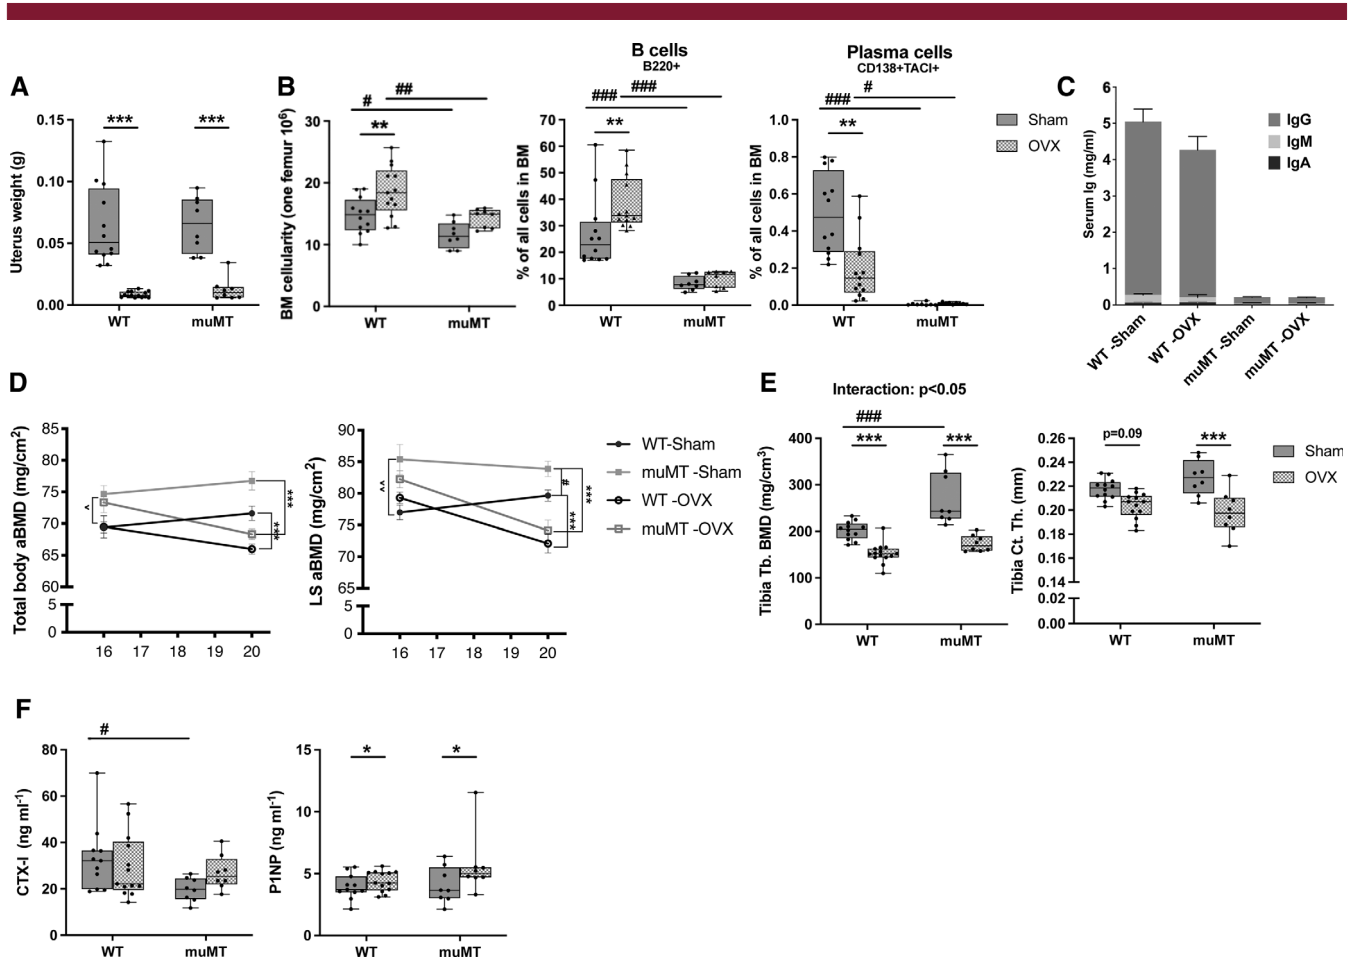 B cells
B220+
Plasma cells
CD138+TACI+
A
Uterus weight (g)
0.15
0.10
0.05
0.00
***
***
WT
muMT
B
BM cellularity (one femur 10⁶)
30
20
10
0
#
##
**
WT
muMT
% of all cells in BM
70
60
50
40
30
20
10
0
###
###
**
WT
muMT
% of all cells in BM
1.0
0.8
0.6
0.4
0.2
0.0
###
#
**
WT
muMT
Sham
OVX
C
Serum Ig (mg/ml)
6
5
4
3
2
1
0
IgG
IgM
IgA
WT -Sham
WT -OVX
muMT -Sham
muMT -OVX
D
Total body aBMD (mg/cm2)
85
80
75
70
65
60
5
0
^
***
***
16 17 18 19 20
LS aBMD (mg/cm²)
90
85
80
75
70
65
5
0
^^
#
***
***
16 17 18 19 20
WT-Sham
muMT -Sham
WT -OVX
muMT -OVX
E
Interaction: p<0.05
Tibia Tb. BMD (mg/cm³)
400
300
200
100
0
###
***
***
WT
muMT
Tibia Ct. Th. (mm)
0.26
0.24
0.22
0.20
0.18
0.16
0.14
0.02
0.00
p=0.09
***
WT
muMT
Sham
OVX
F
CTX-I (ng ml⁻¹)
80
60
40
20
0
#
WT
muMT
P1NP (ng ml⁻¹)
15
10
5
0
*
*
WT
muMT